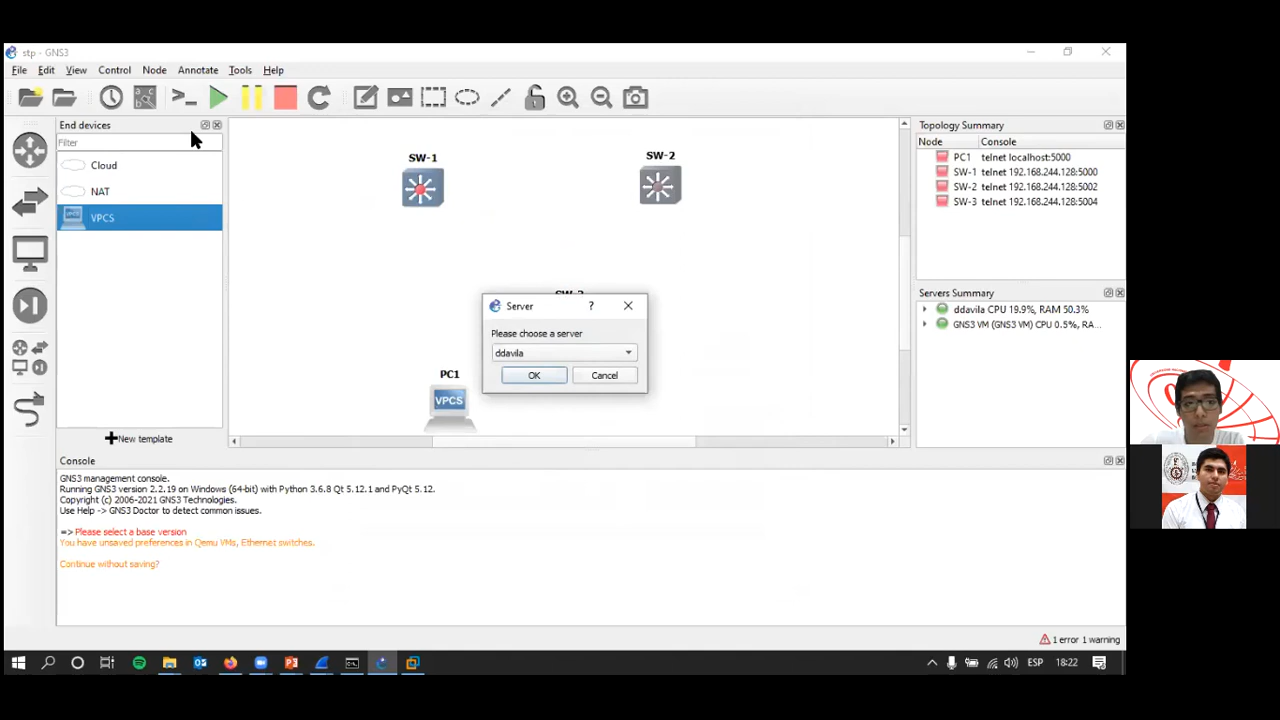 stp - GNS3
File Edit View Control Node Annotate Tools Help
End devices
Filter
Cloud
NAT
VPCS
New template
SW-1
SW-2
PC1
VPCS
Server
?
Please choose a server
ddavila
OK Cancel
Topology Summary
Node Console
PC1 telnet localhost:5000
SW-1 telnet 192.168.244.128:5000
SW-2 telnet 192.168.244.128:5002
SW-3 telnet 192.168.244.128:5004
Servers Summary
ddavila CPU 19.9%, RAM 50.3%
GNS3 VM (GNS3 VM) CPU 0.5%, RA...
Console
GNS3 management console.
Running GNS3 version 2.2.19 on Windows (64-bit) with Python 3.6.8 Qt 5.12.1 and PyQt 5.12.
Copyright (c) 2006-2021 GNS3 Technologies.
Use Help -> GNS3 Doctor to detect common issues.
=> Please select a base version
You have unsaved preferences in Qemu VMs, Ethernet switches.
Continue without saving?
1 error 1 warning
ESP 18:22